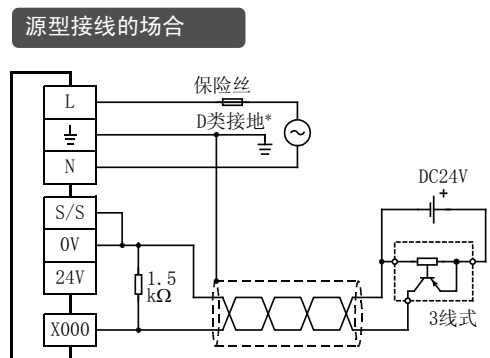 源型接线的场合
保险丝
L
D类接地*
N
DC24V
+
S/S
0V
24V
1.5
kΩ
X000
3线式